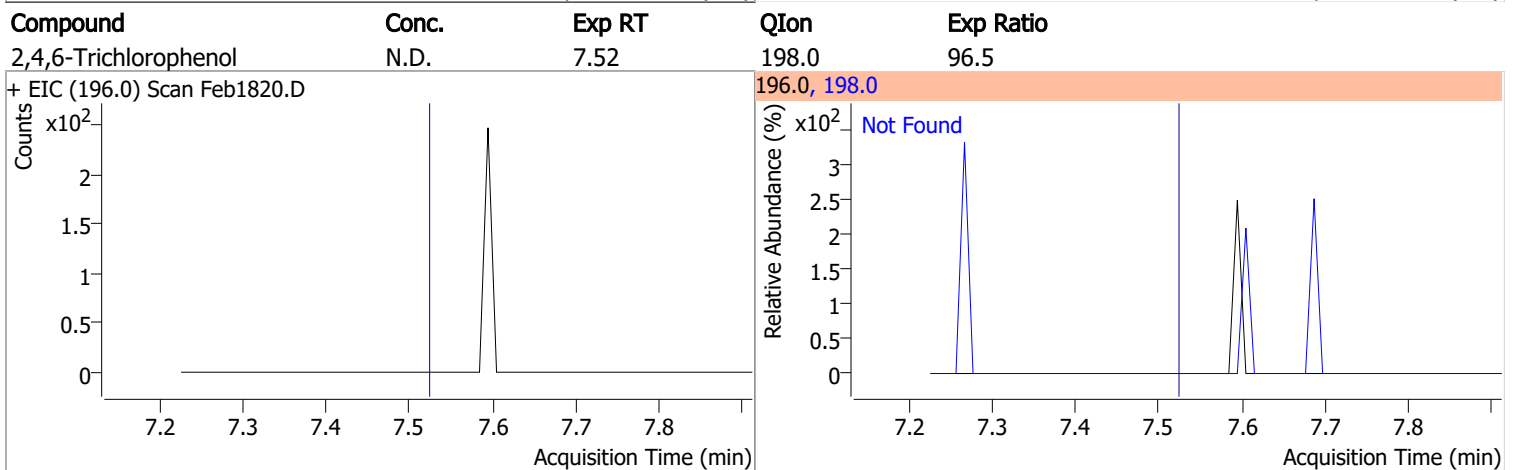 Compound Conc. Exp RT QIon Exp Ratio
2,4,6-Trichlorophenol N.D. 7.52 198.0 96.5
+ EIC (196.0) Scan Feb1820.D
Counts
x10²
2
1.5
1
0.5
0
7.2 7.3 7.4 7.5 7.6 7.7 7.8
Acquisition Time (min)
196.0, 198.0
Relative Abundance (%)
x10²
Not Found
3
2.5
2
1.5
1
0.5
0
7.2 7.3 7.4 7.5 7.6 7.7 7.8
Acquisition Time (min)